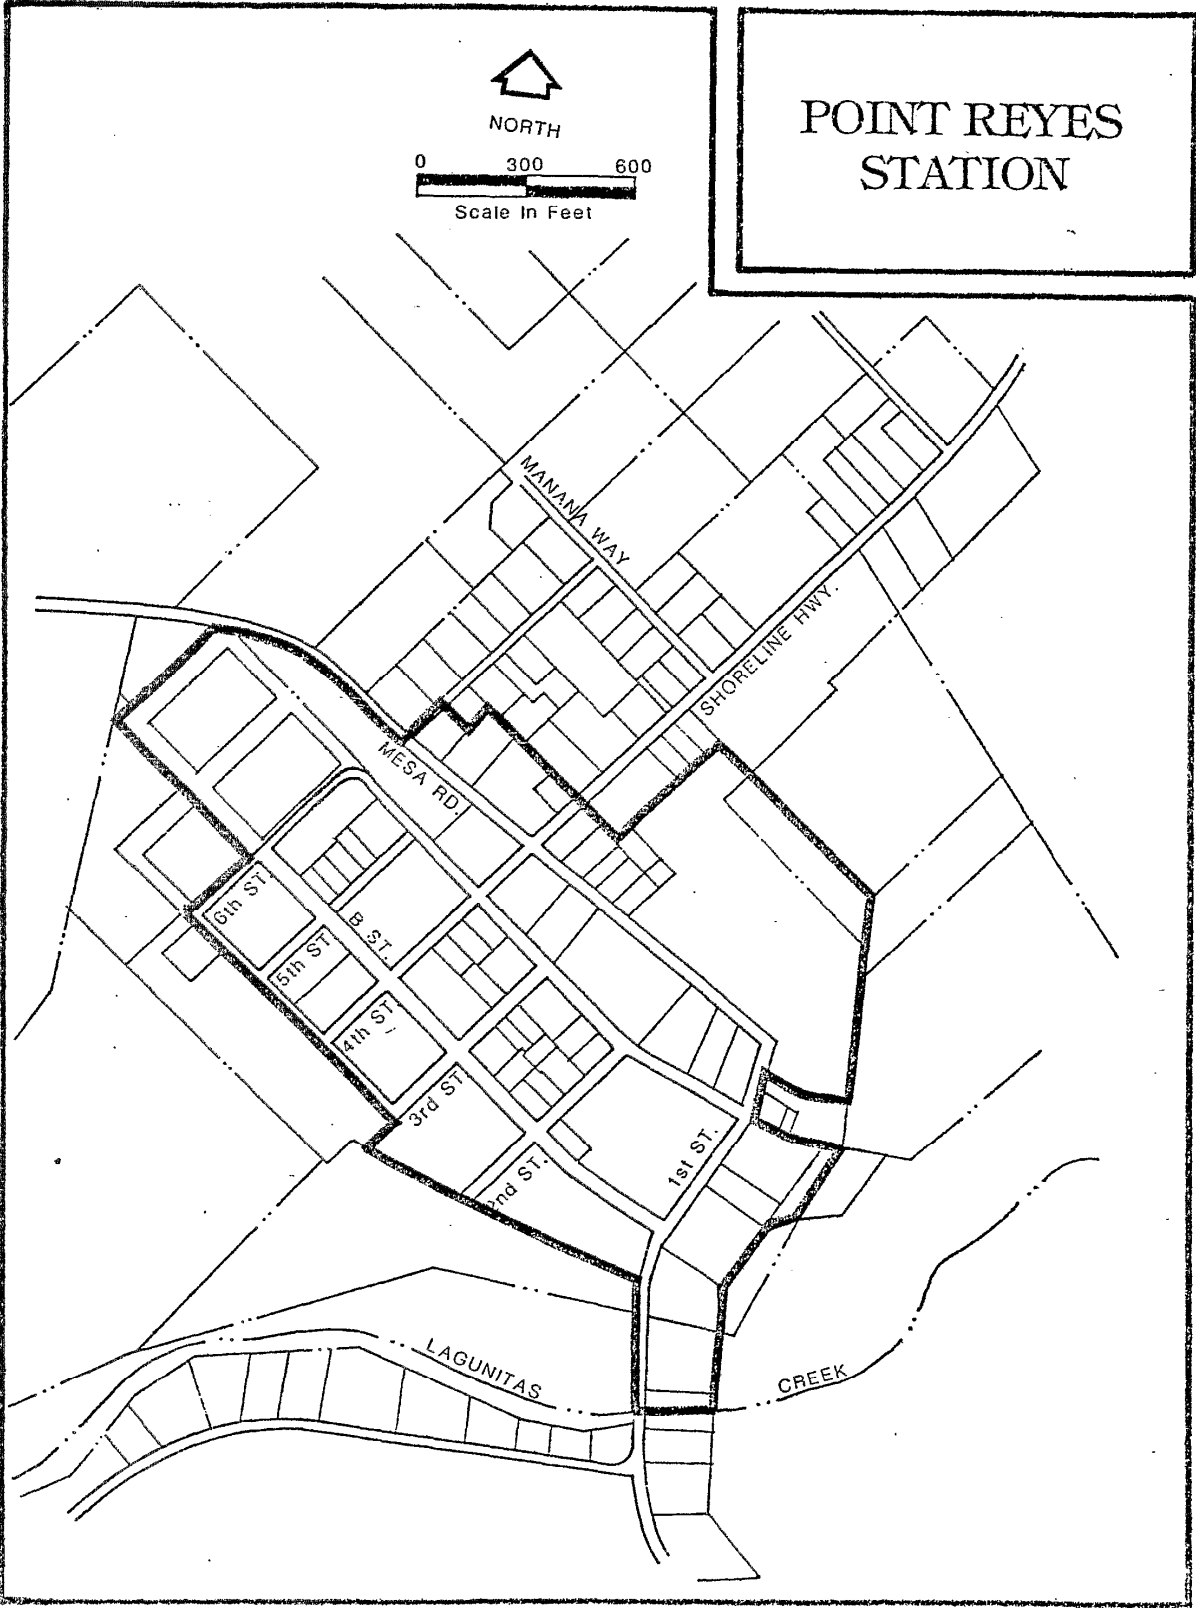 POINT REYES
STATION
NORTH
0 300 600
Scale In Feet
MANANA WAY
SHORELINE HWY.
MESA RD.
6th ST.
B ST.
5th ST.
4th ST.
3rd ST.
1st ST.
2nd ST.
LAGUNITAS
CREEK